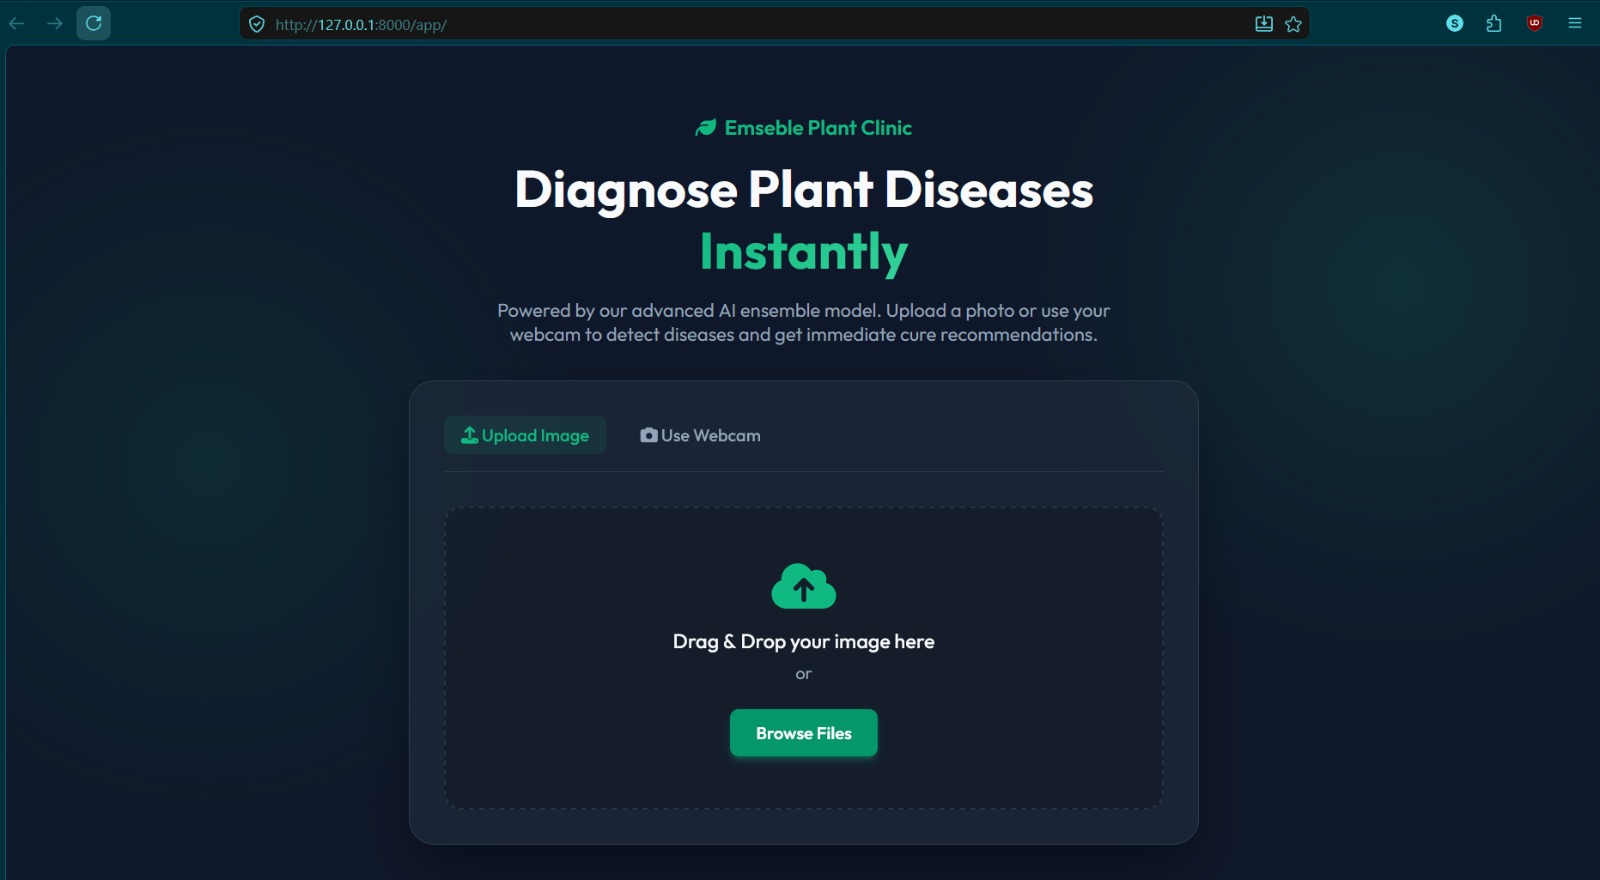 http://127.0.0.1:8000/app/
S
UD
Emseble Plant Clinic
Diagnose Plant Diseases
Instantly
Powered by our advanced AI ensemble model. Upload a photo or use your
webcam to detect diseases and get immediate cure recommendations.
Upload Image
Use Webcam
Drag & Drop your image here
or
Browse Files